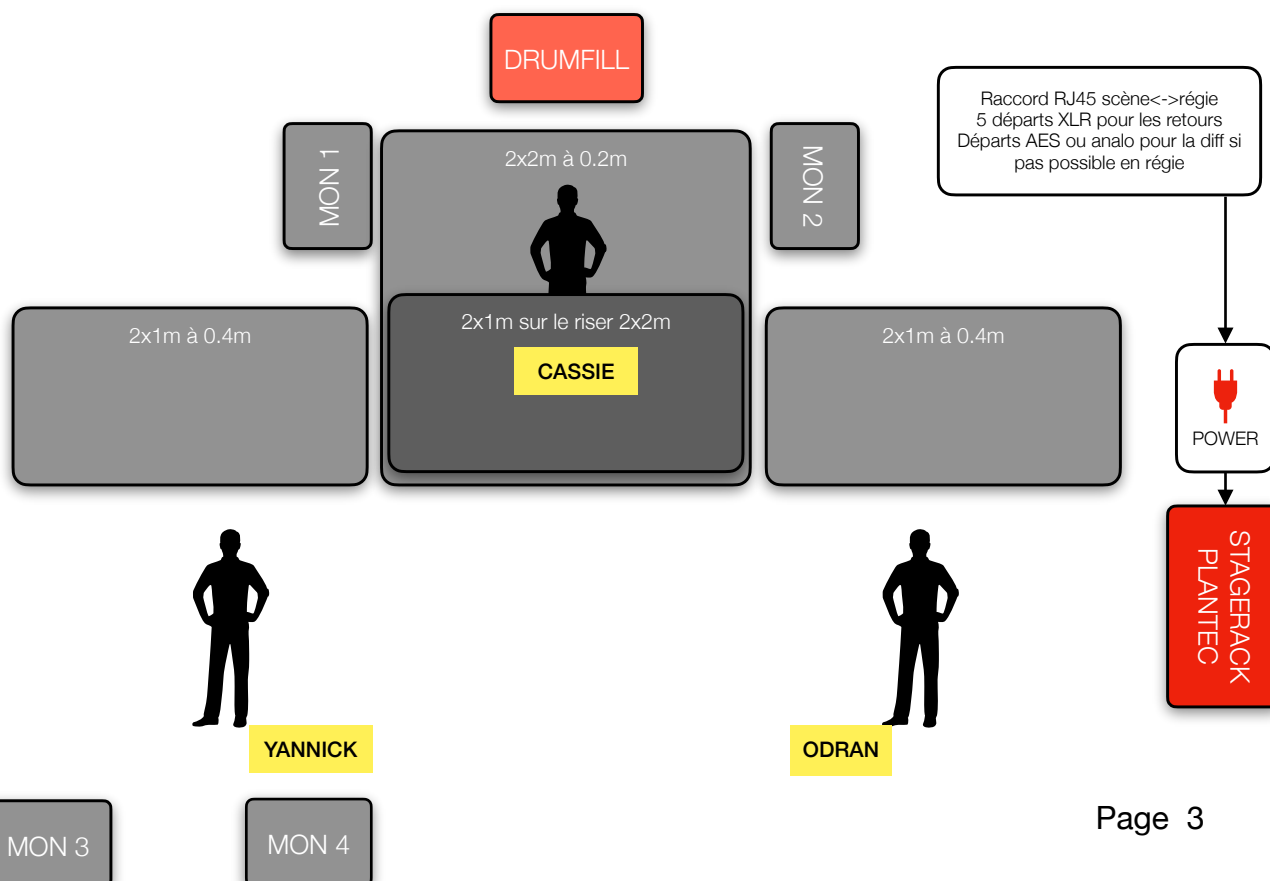 DRUMFILL
Raccord RJ45 scène<->régie
5 départs XLR pour les retours
Départs AES ou analo pour la diff si
pas possible en régie
MON 1
2x2m à 0.2m
MON 2
2x1m à 0.4m
2x1m sur le riser 2x2m
CASSIE
2x1m à 0.4m
POWER
STAGERACK
PLANTEC
YANNICK
ODRAN
MON 3
MON 4
Page 3